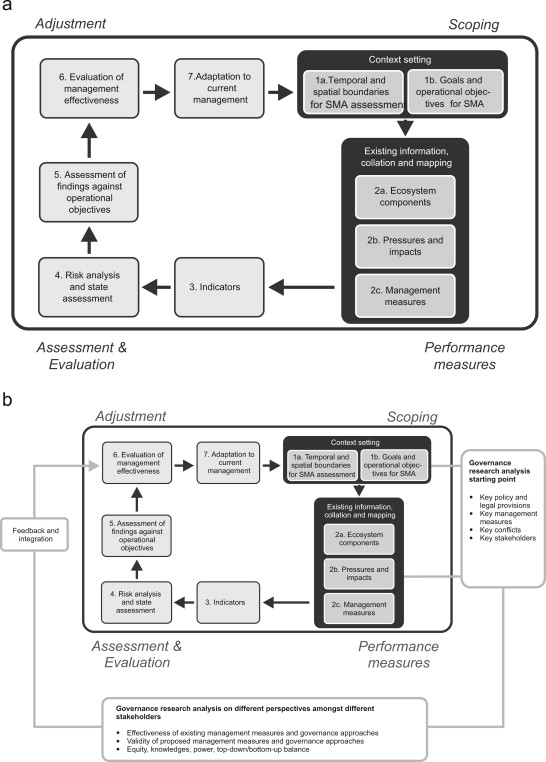 a
Adjustment
Scoping
6. Evaluation of
management
effectiveness
7.Adaptation to
current
management
Context setting
1a.Temporal and
spatial boundaries
for SMA assessment
1b. Goals and
operational objec-
tives for SMA
Existing information,
collation and mapping
2a. Ecosystem
components
2b. Pressures and
impacts
2c. Management
measures
5. Assessment of
findings against
operational
objectives
4. Risk analysis
and state
assessment
3. Indicators
Assessment &
Evaluation
Performance
measures
b
Adjustment
Scoping
6. Evaluation of
management
effectiveness
7. Adaptation to
current
management
Context setting
1a. Temporal and
spatial boundaries
for SMA assessment
1b. Goals and
operational objec-
tives for SMA
Existing information,
collation and mapping
2a. Ecosystem
components
2b. Pressures and
impacts
2c. Management
measures
5. Assessment of
findings against
operational
objectives
4. Risk analysis
and state
assessment
3. Indicators
Assessment &
Evaluation
Performance
measures
Feedback and
integration
Governance
research analysis
starting point
• Key policy and
legal provisions
• Key management
measures
• Key conflicts
• Key stakeholders
Governance research analysis on different perspectives amongst different
stakeholders
• Effectiveness of existing management measures and governance approaches
• Validity of proposed management measures and governance approaches
• Equity, knowledges, power, top-down/bottom-up balance